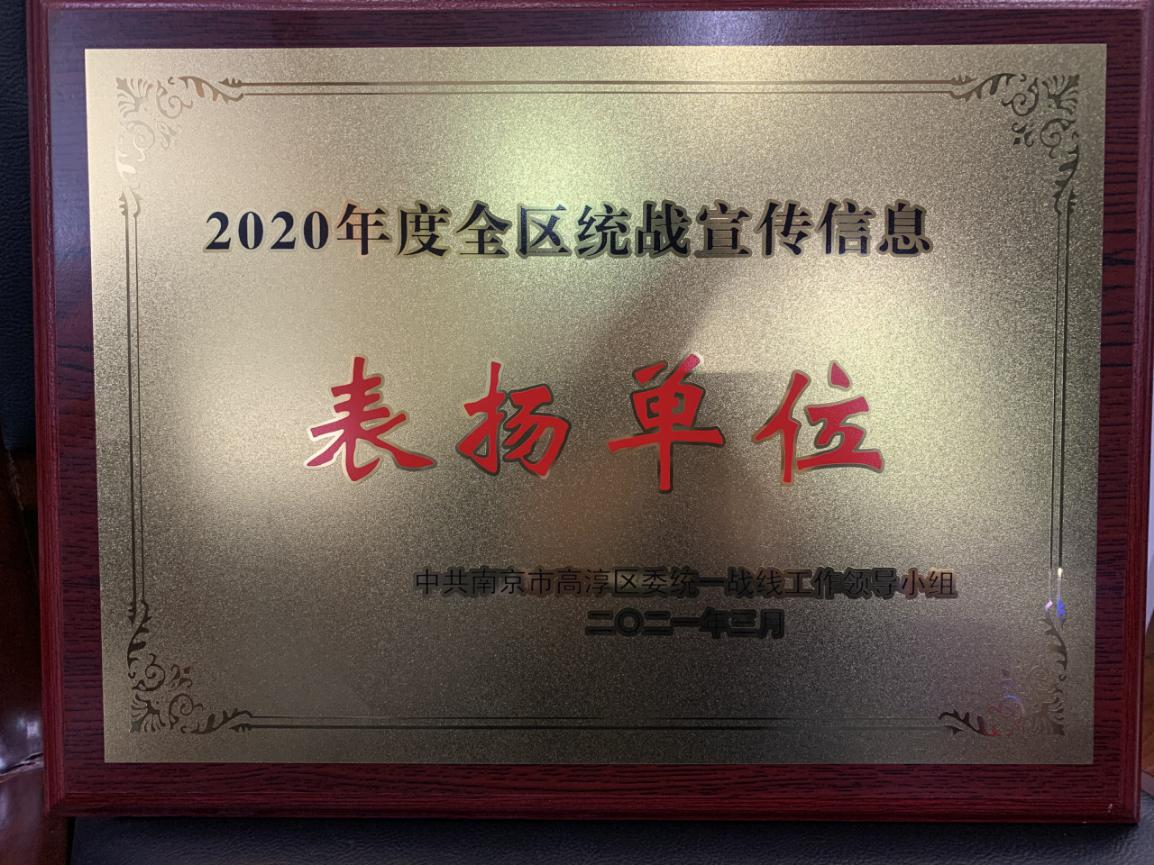 2020年度全区统战宣传信息
表扬单位
中共南京市高淳区委统一战线工作领导小组
二〇二一年三月